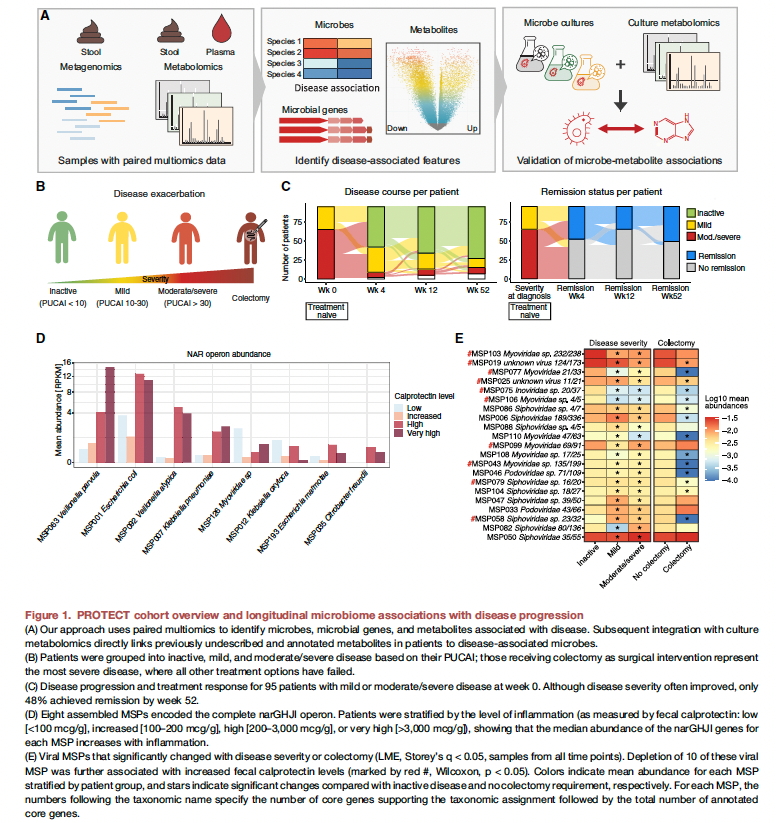 A
Stool
Stool
Plasma
Metagenomics
Metabolomics
Samples with paired multiomics data
Microbes
Metabolites
Species 1
Species 2
Species 3
Species 4
Disease association
Microbial genes
Down
Up
Identify disease-associated features
Microbe cultures
Culture metabolomics
+
Validation of microbe-metabolite associations
B
Disease exacerbation
Severity
Inactive
(PUCAI < 10)
Mild
(PUCAI 10-30)
Moderate/severe
(PUCAI > 30)
Colectomy
C
Disease course per patient
Number of patients
75
50
25
0
Wk 0
Wk 4
Wk 12
Wk 52
Treatment
naive
Remission status per patient
75
50
25
0
Severity
at diagnosis
Remission
Wk4
Remission
Wk12
Remission
Wk52
Treatment
naive
Inactive
Mild
Mod./severe
Remission
No remission
D
NAR operon abundance
Mean abundance [RPKM]
16
12
8
4
0
MSP063 Veillonella parvula
MSP001 Escherichia coli
MSP092 Veillonella atypica
MSP007 Klebsiella pneumoniae
MSP126 Myoviridae sp
MSP012 Klebsiella oxytoca
MSP193 Escherichia marmotae
MSP035 Citrobacter freundii
Calprotectin level
Low
Increased
High
Very high
E
Disease severity
Colectomy
#MSP103 Myoviridae sp. 232/238
#MSP019 unknown virus 124/173
#MSP077 Myoviridae 21/33
#MSP025 unknown virus 11/21
#MSP075 Inoviridae sp. 20/37
#MSP106 Myoviridae sp. 4/5
MSP086 Siphoviridae sp. 4/7
MSP006 Siphoviridae 189/336
MSP088 Siphoviridae sp. 4/5
MSP110 Myoviridae 47/63
#MSP099 Myoviridae 69/91
MSP108 Myoviridae sp. 17/25
#MSP043 Myoviridae 135/199
MSP046 Podoviridae sp. 71/109
#MSP079 Siphoviridae sp. 16/20
MSP104 Siphoviridae sp. 18/27
MSP047 Siphoviridae sp. 39/50
MSP033 Podoviridae 43/66
#MSP058 Siphoviridae sp. 23/32
MSP082 Siphoviridae 80/136
MSP050 Siphoviridae 35/55
Inactive
Mild
Moderate/severe
No colectomy
Colectomy
Log10 mean
abundances
−1.5
−2.0
−2.5
−3.0
−3.5
−4.0
Figure 1. PROTECT cohort overview and longitudinal microbiome associations with disease progression
(A) Our approach uses paired multiomics to identify microbes, microbial genes, and metabolites associated with disease. Subsequent integration with culture
metabolomics directly links previously undescribed and annotated metabolites in patients to disease-associated microbes.
(B) Patients were grouped into inactive, mild, and moderate/severe disease based on their PUCAI; those receiving colectomy as surgical intervention represent
the most severe disease, where all other treatment options have failed.
(C) Disease progression and treatment response for 95 patients with mild or moderate/severe disease at week 0. Although disease severity often improved, only
48% achieved remission by week 52.
(D) Eight assembled MSPs encoded the complete narGHJI operon. Patients were stratified by the level of inflammation (as measured by fecal calprotectin: low
[<100 mcg/g], increased [100–200 mcg/g], high [200–3,000 mcg/g], or very high [>3,000 mcg/g), showing that the median abundance of the narGHJI genes for
each MSP increases with inflammation.
(E) Viral MSPs that significantly changed with disease severity or colectomy (LME, Storey's q < 0.05, samples from all time points). Depletion of 10 of these viral
MSP was further associated with increased fecal calprotectin levels (marked by red #, Wilcoxon, p < 0.05). Colors indicate mean abundance for each MSP
stratified by patient group, and stars indicate significant changes compared with inactive disease and no colectomy requirement, respectively. For each MSP, the
numbers following the taxonomic name specify the number of core genes supporting the taxonomic assignment followed by the total number of annotated
core genes.